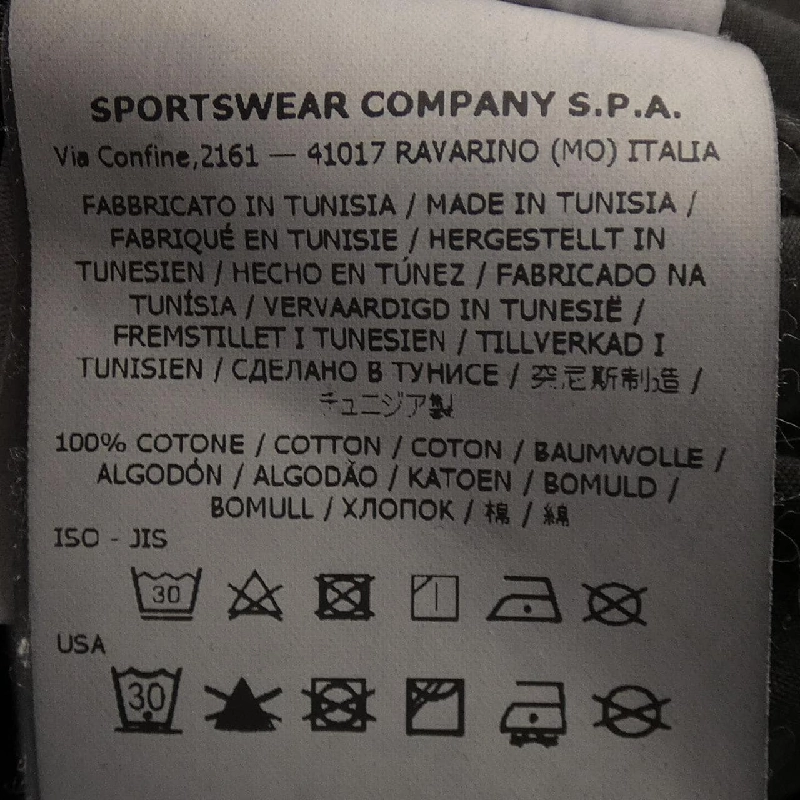 SPORTSWEAR COMPANY S.P.A.
Via Confine,2161 — 41017 RAVARINO (MO) ITALIA
FABBRICATO IN TUNISIA / MADE IN TUNISIA /
FABRIQUÉ EN TUNISIE / HERGESTELLT IN
TUNESIEN / HECHO EN TÚNEZ / FABRICADO NA
TUNÍSIA / VERVAARDIGD IN TUNESIË /
FREMSTILLET I TUNESIEN / TILLVERKAD I
TUNISIEN / СДЕЛАНО В ТУНИСЕ / 突尼斯制造 /
チュニジア製
100% COTONE / COTTON / COTON / BAUMWOLLE /
ALGODÓN / ALGODÃO / KATOEN / BOMULD /
BOMULL / ХЛОПОК / 棉 / 綿
ISO - JIS
30
USA
30